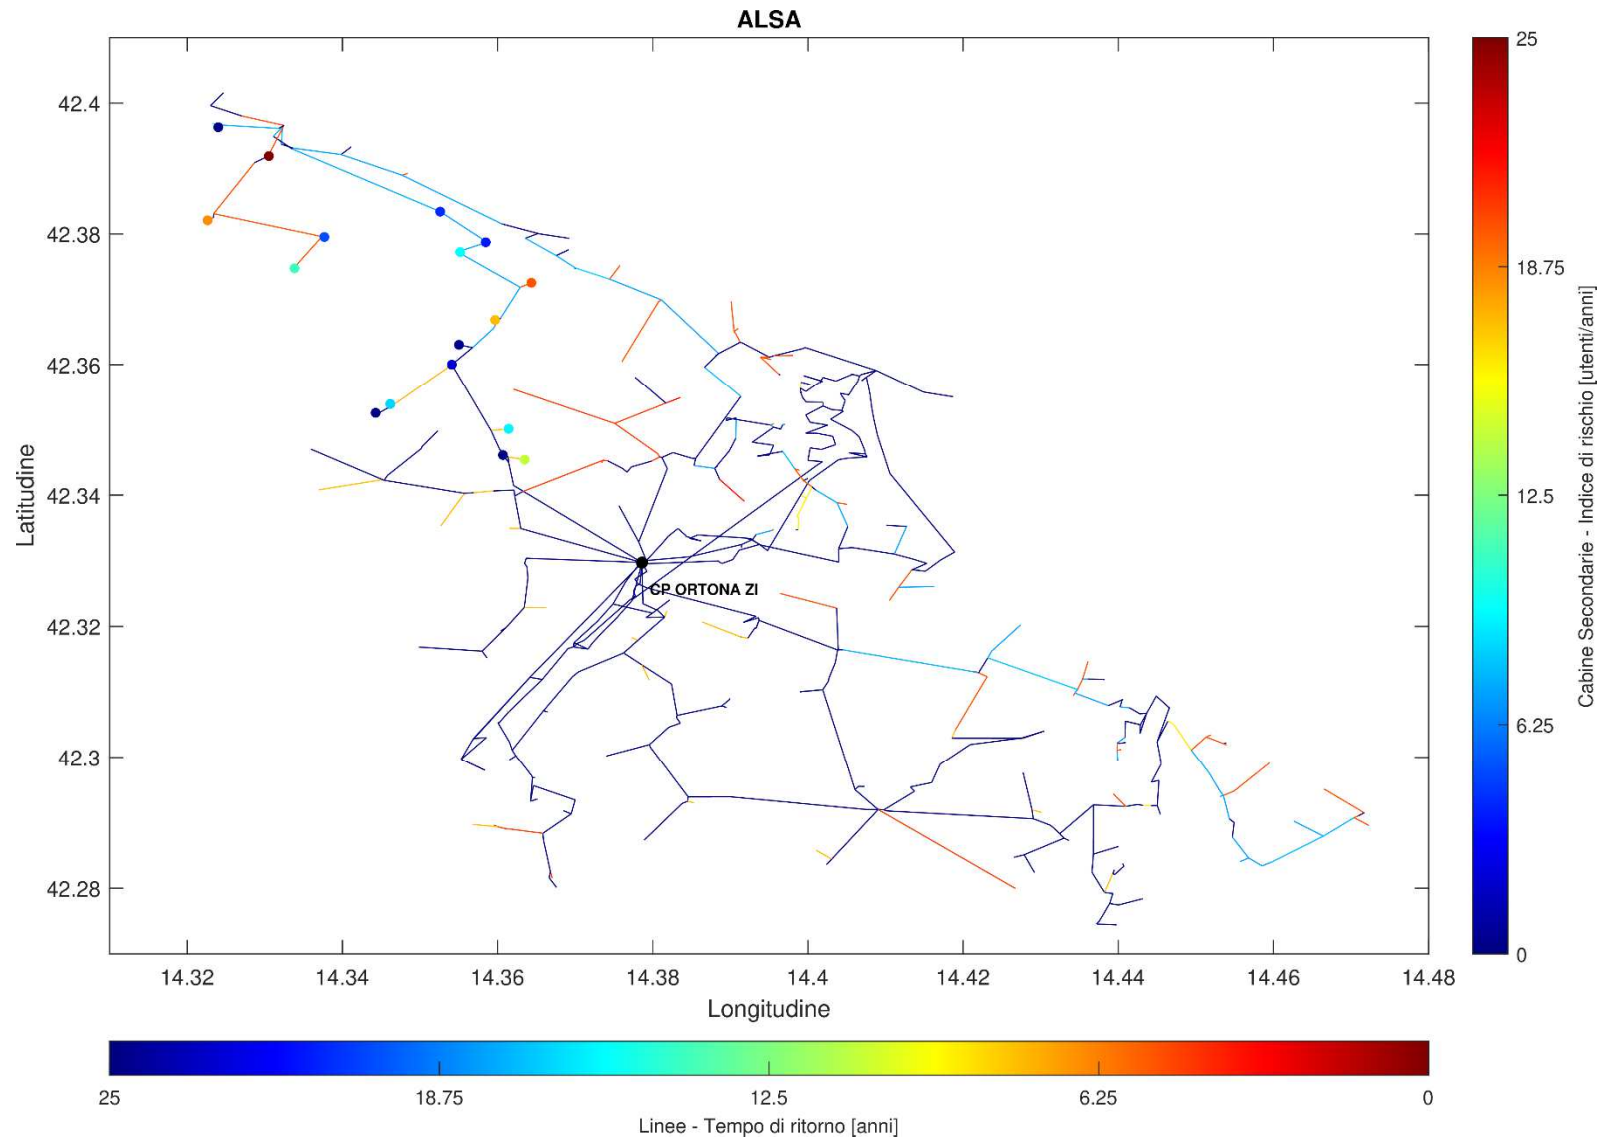 ALSA
42.4
42.38
42.36
42.34
42.32
42.3
42.28
Latitudine
CP ORTONA ZI
14.32 14.34 14.36 14.38 14.4 14.42 14.44 14.46 14.48
Longitudine
25
18.75
12.5
6.25
0
Cabine Secondarie - Indice di rischio [utenti/anni]
25 18.75 12.5 6.25 0
Linee - Tempo di ritorno [anni]